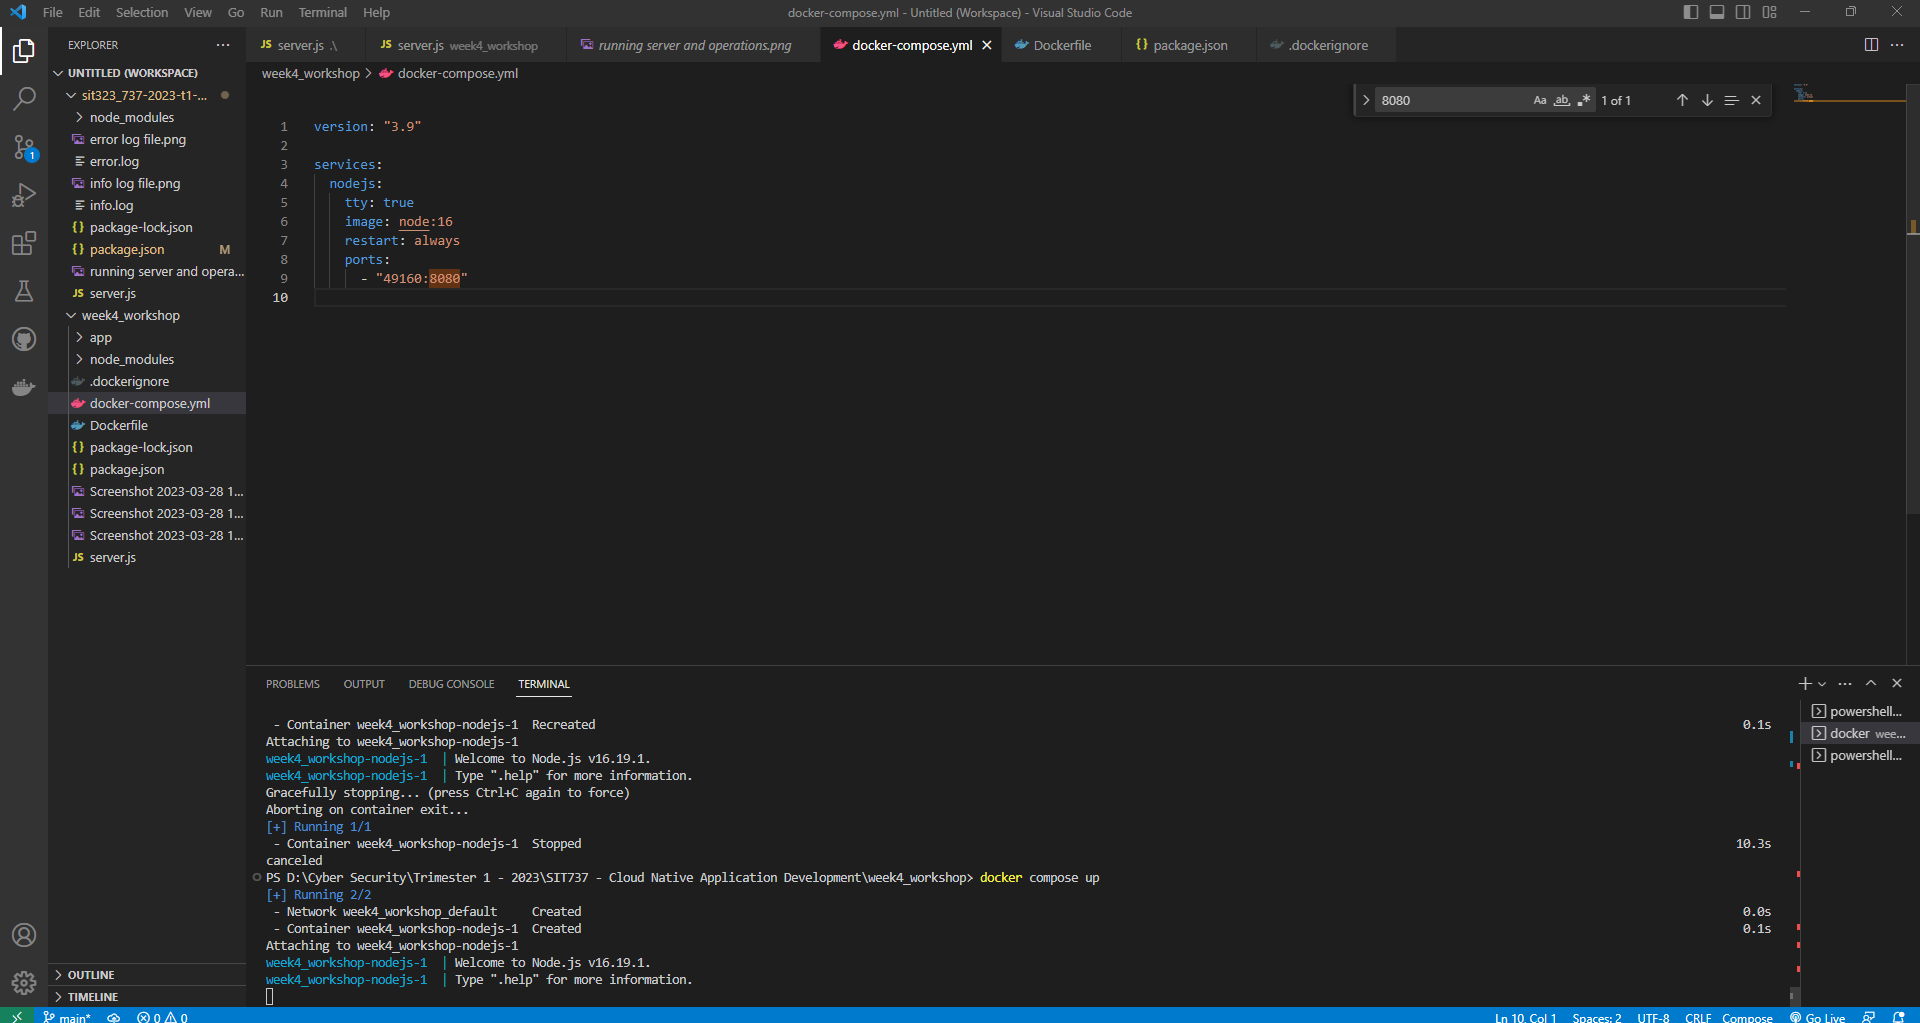 File Edit Selection View Go Run Terminal Help
docker-compose.yml - Untitled (Workspace) - Visual Studio Code
EXPLORER
UNTITLED (WORKSPACE)
sit323_737-2023-t1-...
node_modules
error log file.png
error.log
info log file.png
info.log
package-lock.json
package.json M
running server and opera...
server.js
week4_workshop
app
node_modules
.dockerignore
docker-compose.yml
Dockerfile
package-lock.json
package.json
Screenshot 2023-03-28 1...
Screenshot 2023-03-28 1...
Screenshot 2023-03-28 1...
server.js
OUTLINE
TIMELINE
JS server.js .\
JS server.js week4_workshop
running server and operations.png
docker-compose.yml
Dockerfile
{} package.json
.dockerignore
week4_workshop > docker-compose.yml
8080 Aa ab 1 of 1
1 version: "3.9"
2
3 services:
4 nodejs:
5 tty: true
6 image: node:16
7 restart: always
8 ports:
9 - "49160:8080"
10
PROBLEMS OUTPUT DEBUG CONSOLE TERMINAL
- Container week4_workshop-nodejs-1 Recreated 0.1s
Attaching to week4_workshop-nodejs-1
week4_workshop-nodejs-1 | Welcome to Node.js v16.19.1.
week4_workshop-nodejs-1 | Type ".help" for more information.
Gracefully stopping... (press Ctrl+C again to force)
Aborting on container exit...
[+] Running 1/1
- Container week4_workshop-nodejs-1 Stopped 10.3s
canceled
PS D:\Cyber Security\Trimester 1 - 2023\SIT737 - Cloud Native Application Development\week4_workshop> docker compose up
[+] Running 2/2
- Network week4_workshop_default Created 0.0s
- Container week4_workshop-nodejs-1 Created 0.1s
Attaching to week4_workshop-nodejs-1
week4_workshop-nodejs-1 | Welcome to Node.js v16.19.1.
week4_workshop-nodejs-1 | Type ".help" for more information.
powershell...
docker wee...
powershell...
main* 0 0
Ln 10, Col 1 Spaces: 2 UTF-8 CRLF Compose Go Live